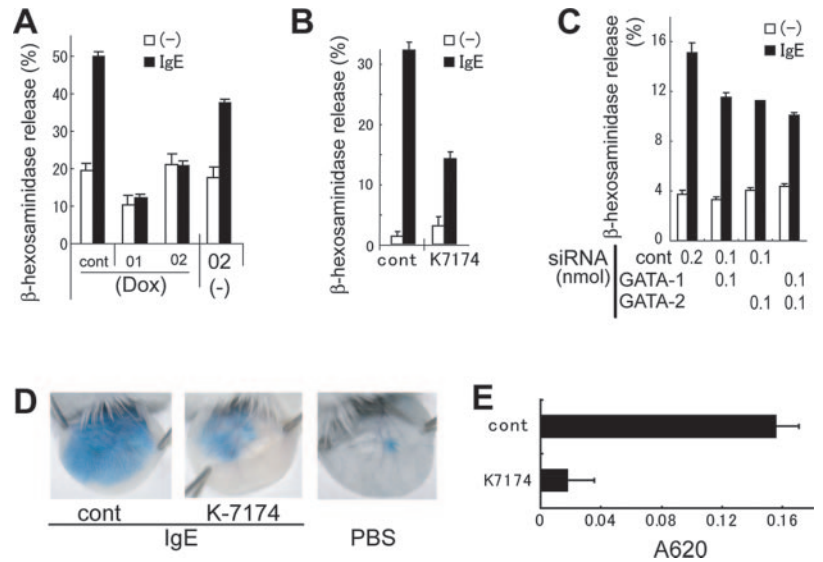 A
β-hexosaminidase release (%)
(–)
IgE
50
40
30
20
10
0
cont 01 02 02
(Dox) (-)
B
β-hexosaminidase release (%)
(–)
IgE
30
20
10
0
cont K7174
C
β-hexosaminidase release (%)
(–)
IgE
16
12
8
4
0
siRNA (nmol)
cont 0.2 0.1 0.1
GATA-1 0.1 0.1
GATA-2 0.1 0.1
D
cont K-7174
IgE PBS
E
cont
K7174
0 0.04 0.08 0.12 0.16
A620